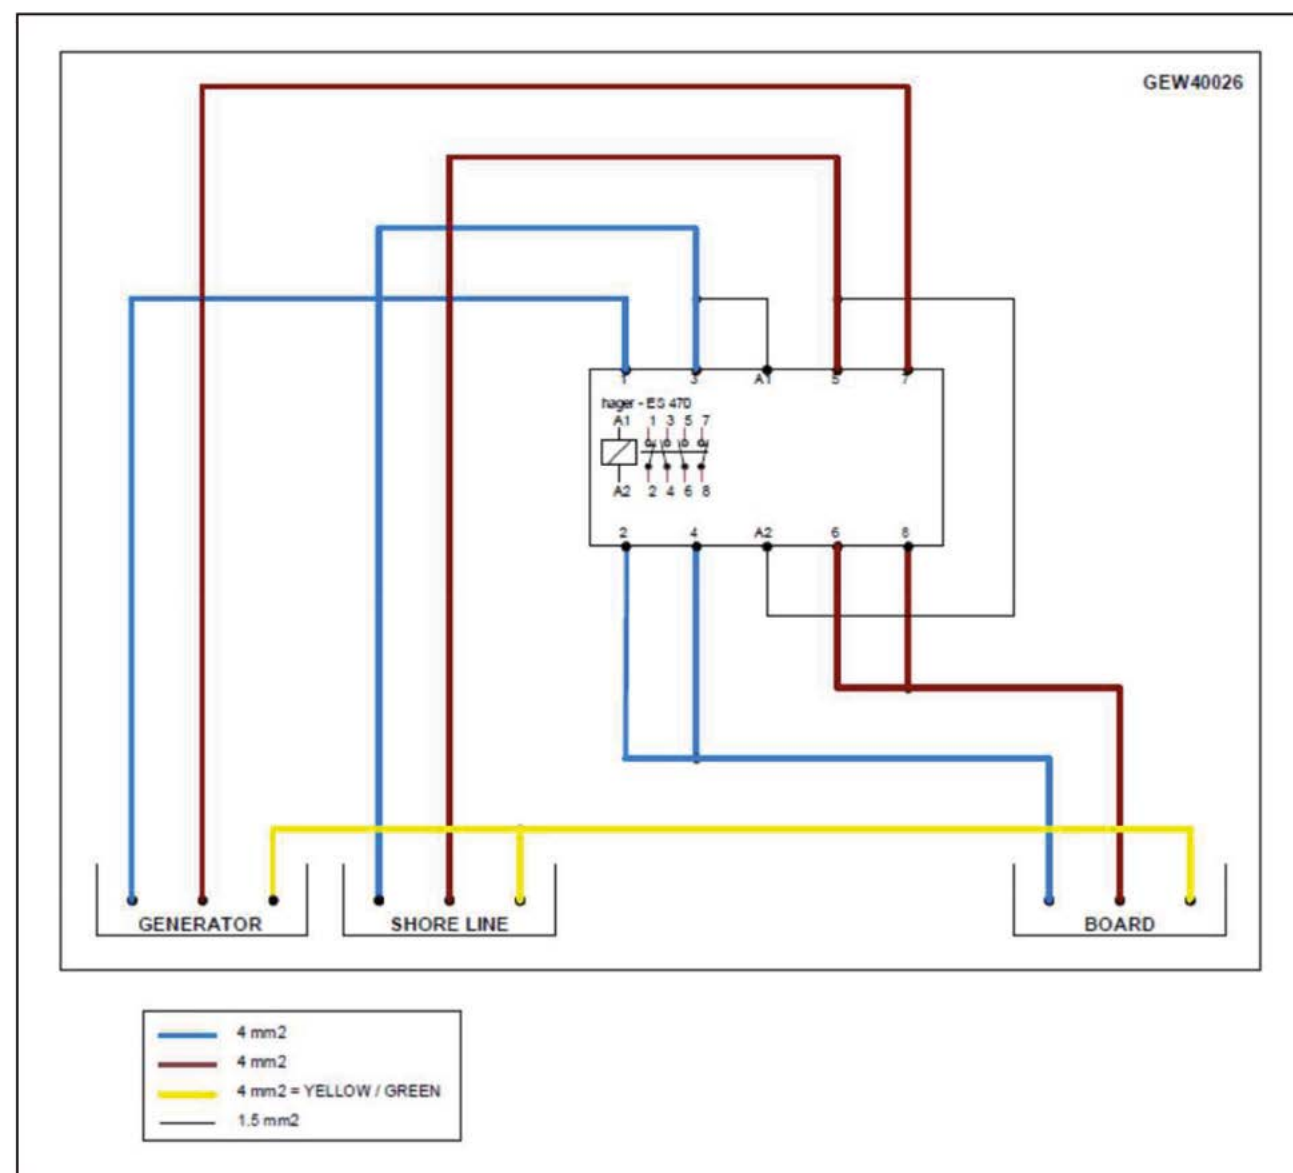 GEW40026
1 3 A1 5 7
hager - ES 470
A1 1 3 5 7
A2 2 4 6 8
2 4 A2 6 8
GENERATOR SHORE LINE BOARD
4 mm2
4 mm2
4 mm2 = YELLOW / GREEN
1.5 mm2